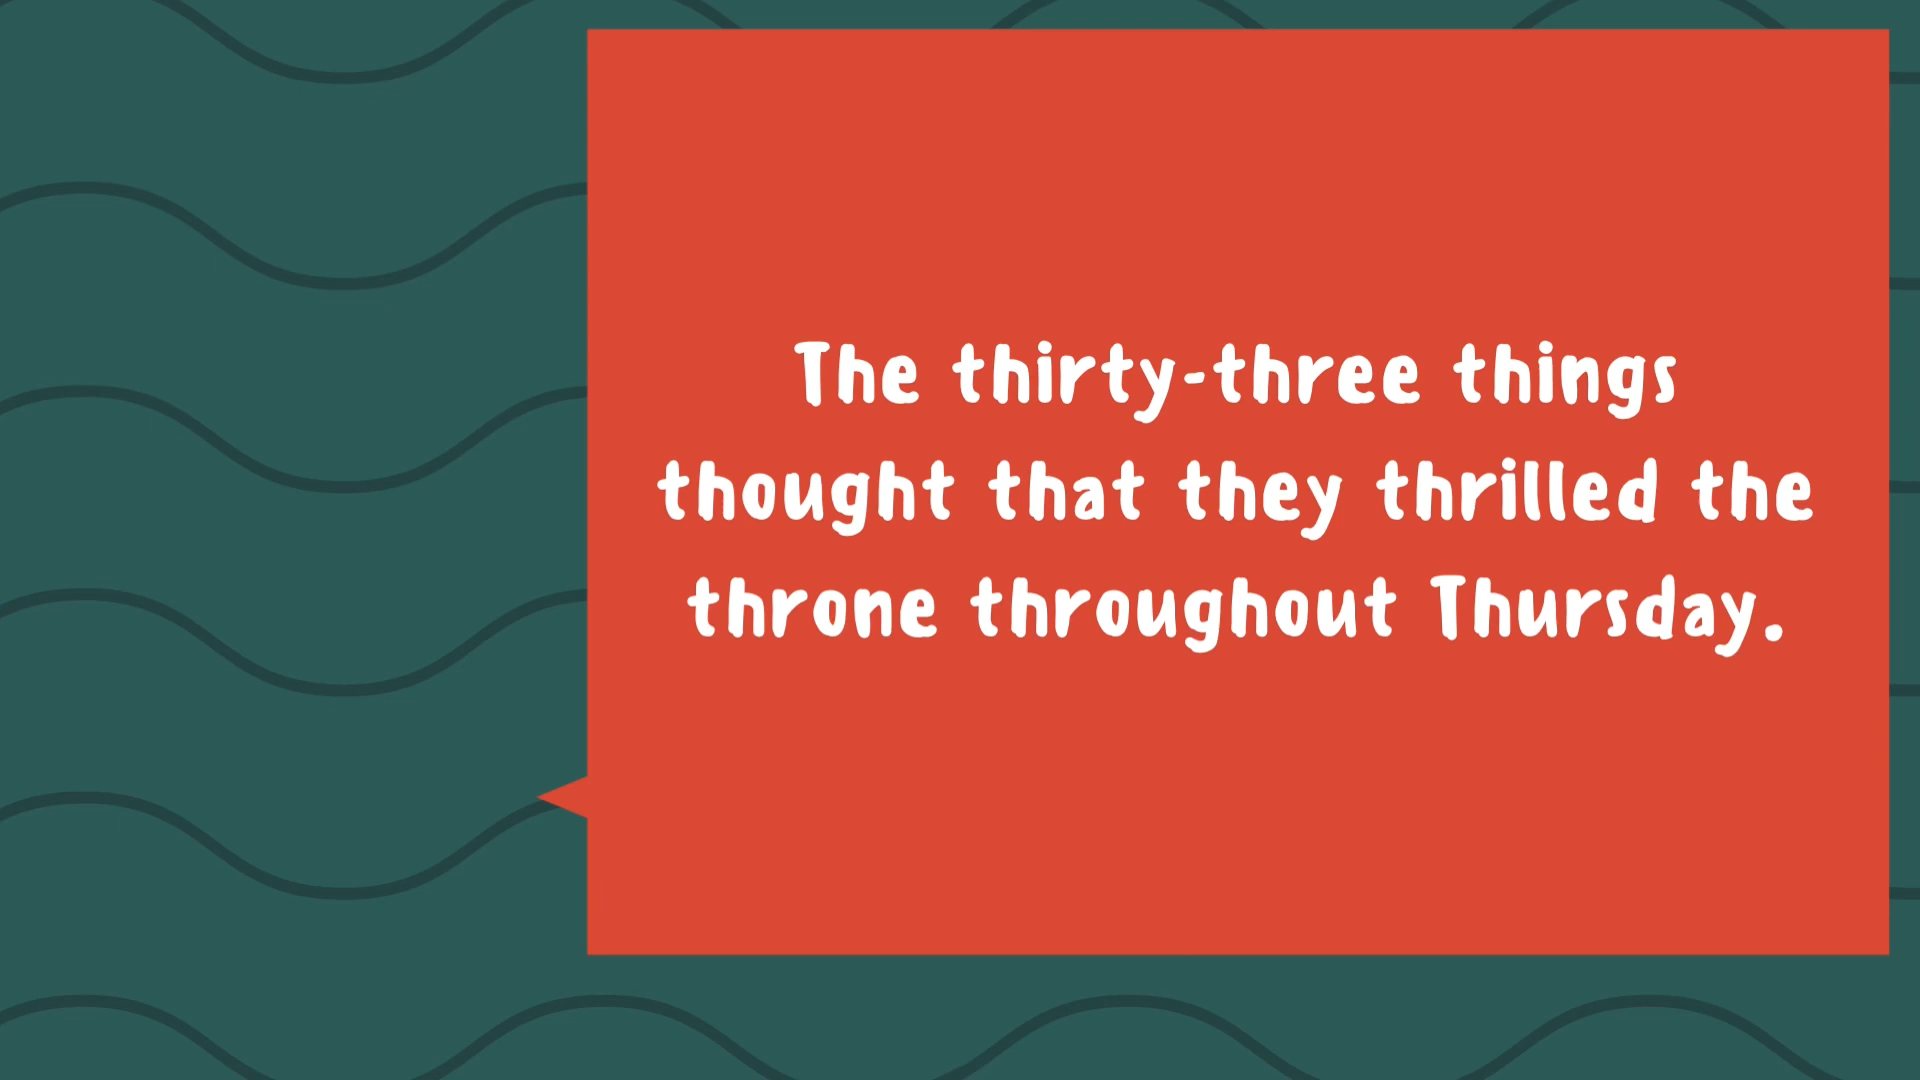 The thirty-three things
thought that they thrilled the
throne throughout Thursday.